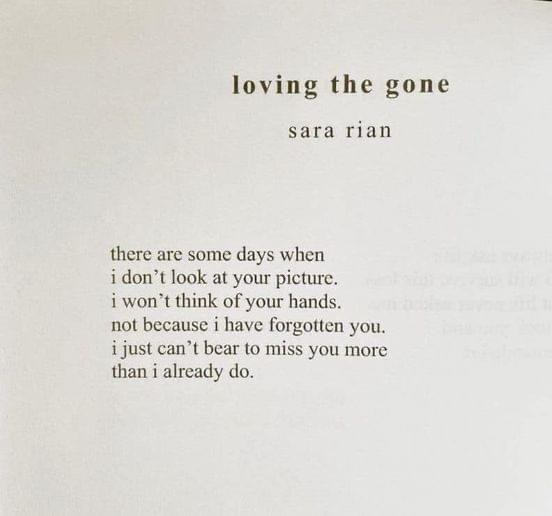 loving the gone
sara rian
there are some days when
i don't look at your picture.
i won't think of your hands.
not because i have forgotten you.
i just can't bear to miss you more
than i already do.